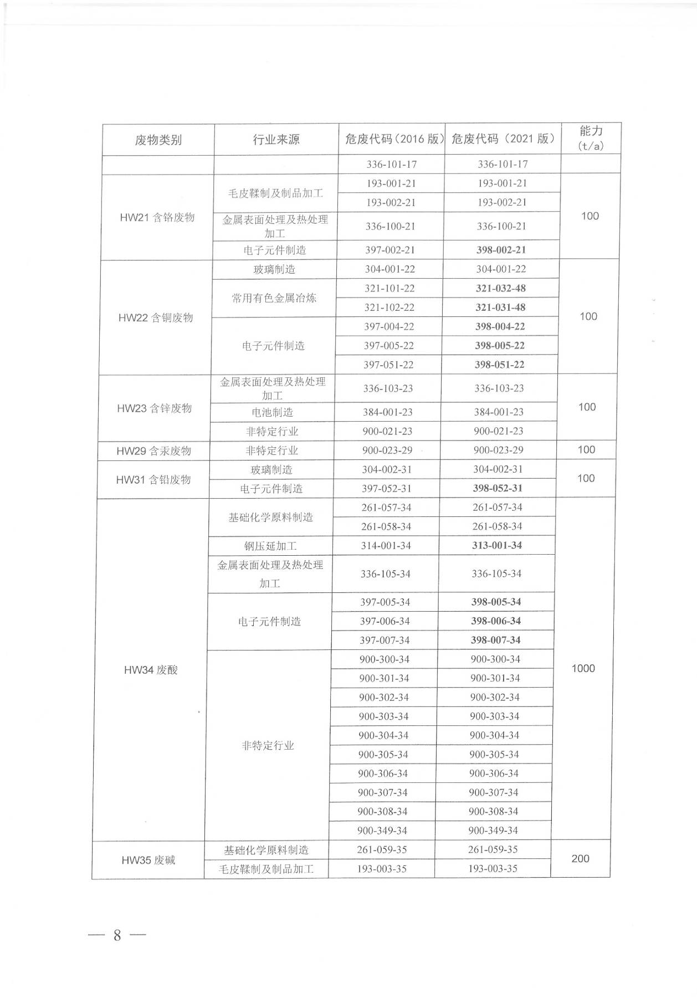 废物类别 行业来源 危废代码（2016 版） 危废代码（2021 版） 能力
(t/a)
336-101-17 336-101-17
HW21 含铬废物 毛皮鞣制及制品加工 193-001-21 193-001-21 100
193-002-21 193-002-21
金属表面处理及热处理
加工 336-100-21 336-100-21
电子元件制造 397-002-21 398-002-21
HW22 含铜废物 玻璃制造 304-001-22 304-001-22 100
常用有色金属冶炼 321-101-22 321-032-48
321-102-22 321-031-48
电子元件制造 397-004-22 398-004-22
397-005-22 398-005-22
397-051-22 398-051-22
HW23 含锌废物 金属表面处理及热处理
加工 336-103-23 336-103-23 100
电池制造 384-001-23 384-001-23
非特定行业 900-021-23 900-021-23
HW29 含汞废物 非特定行业 900-023-29 900-023-29 100
HW31 含铅废物 玻璃制造 304-002-31 304-002-31 100
电子元件制造 397-052-31 398-052-31
HW34 废酸 基础化学原料制造 261-057-34 261-057-34 1000
261-058-34 261-058-34
钢压延加工 314-001-34 313-001-34
金属表面处理及热处理
加工 336-105-34 336-105-34
电子元件制造 397-005-34 398-005-34
397-006-34 398-006-34
397-007-34 398-007-34
非特定行业 900-300-34 900-300-34
900-301-34 900-301-34
900-302-34 900-302-34
900-303-34 900-303-34
900-304-34 900-304-34
900-305-34 900-305-34
900-306-34 900-306-34
900-307-34 900-307-34
900-308-34 900-308-34
900-349-34 900-349-34
HW35 废碱 基础化学原料制造 261-059-35 261-059-35 200
毛皮鞣制及制品加工 193-003-35 193-003-35
— 8 —